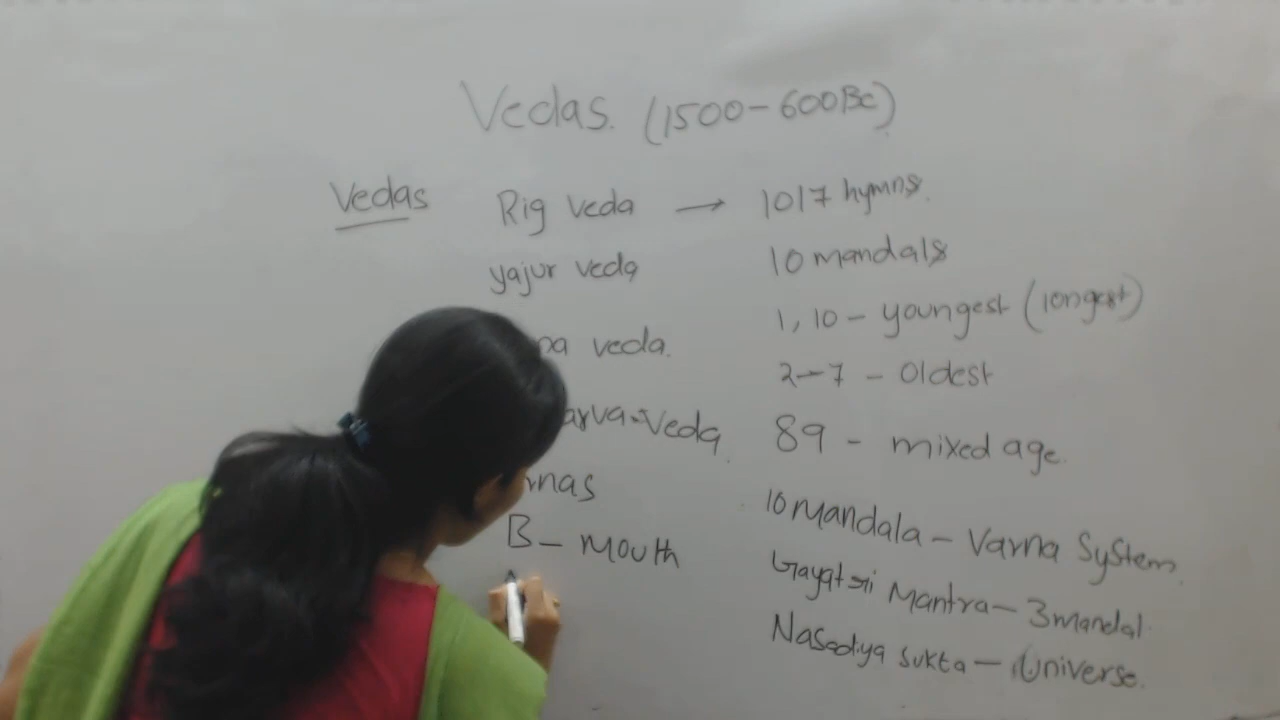 Vedas. (1500-600BC)
Vedas Rig veda → 1017 hymns.
yajur veda 10 mandals
na veda. 1, 10 - youngest (longest)
2-7 - Oldest
arva-veda. 89 - mixed age.
rnas 10 Mandala - Varna System.
B - Mouth Gayatri Mantra - 3 mandal.
Nasadiya sukta - Universe.